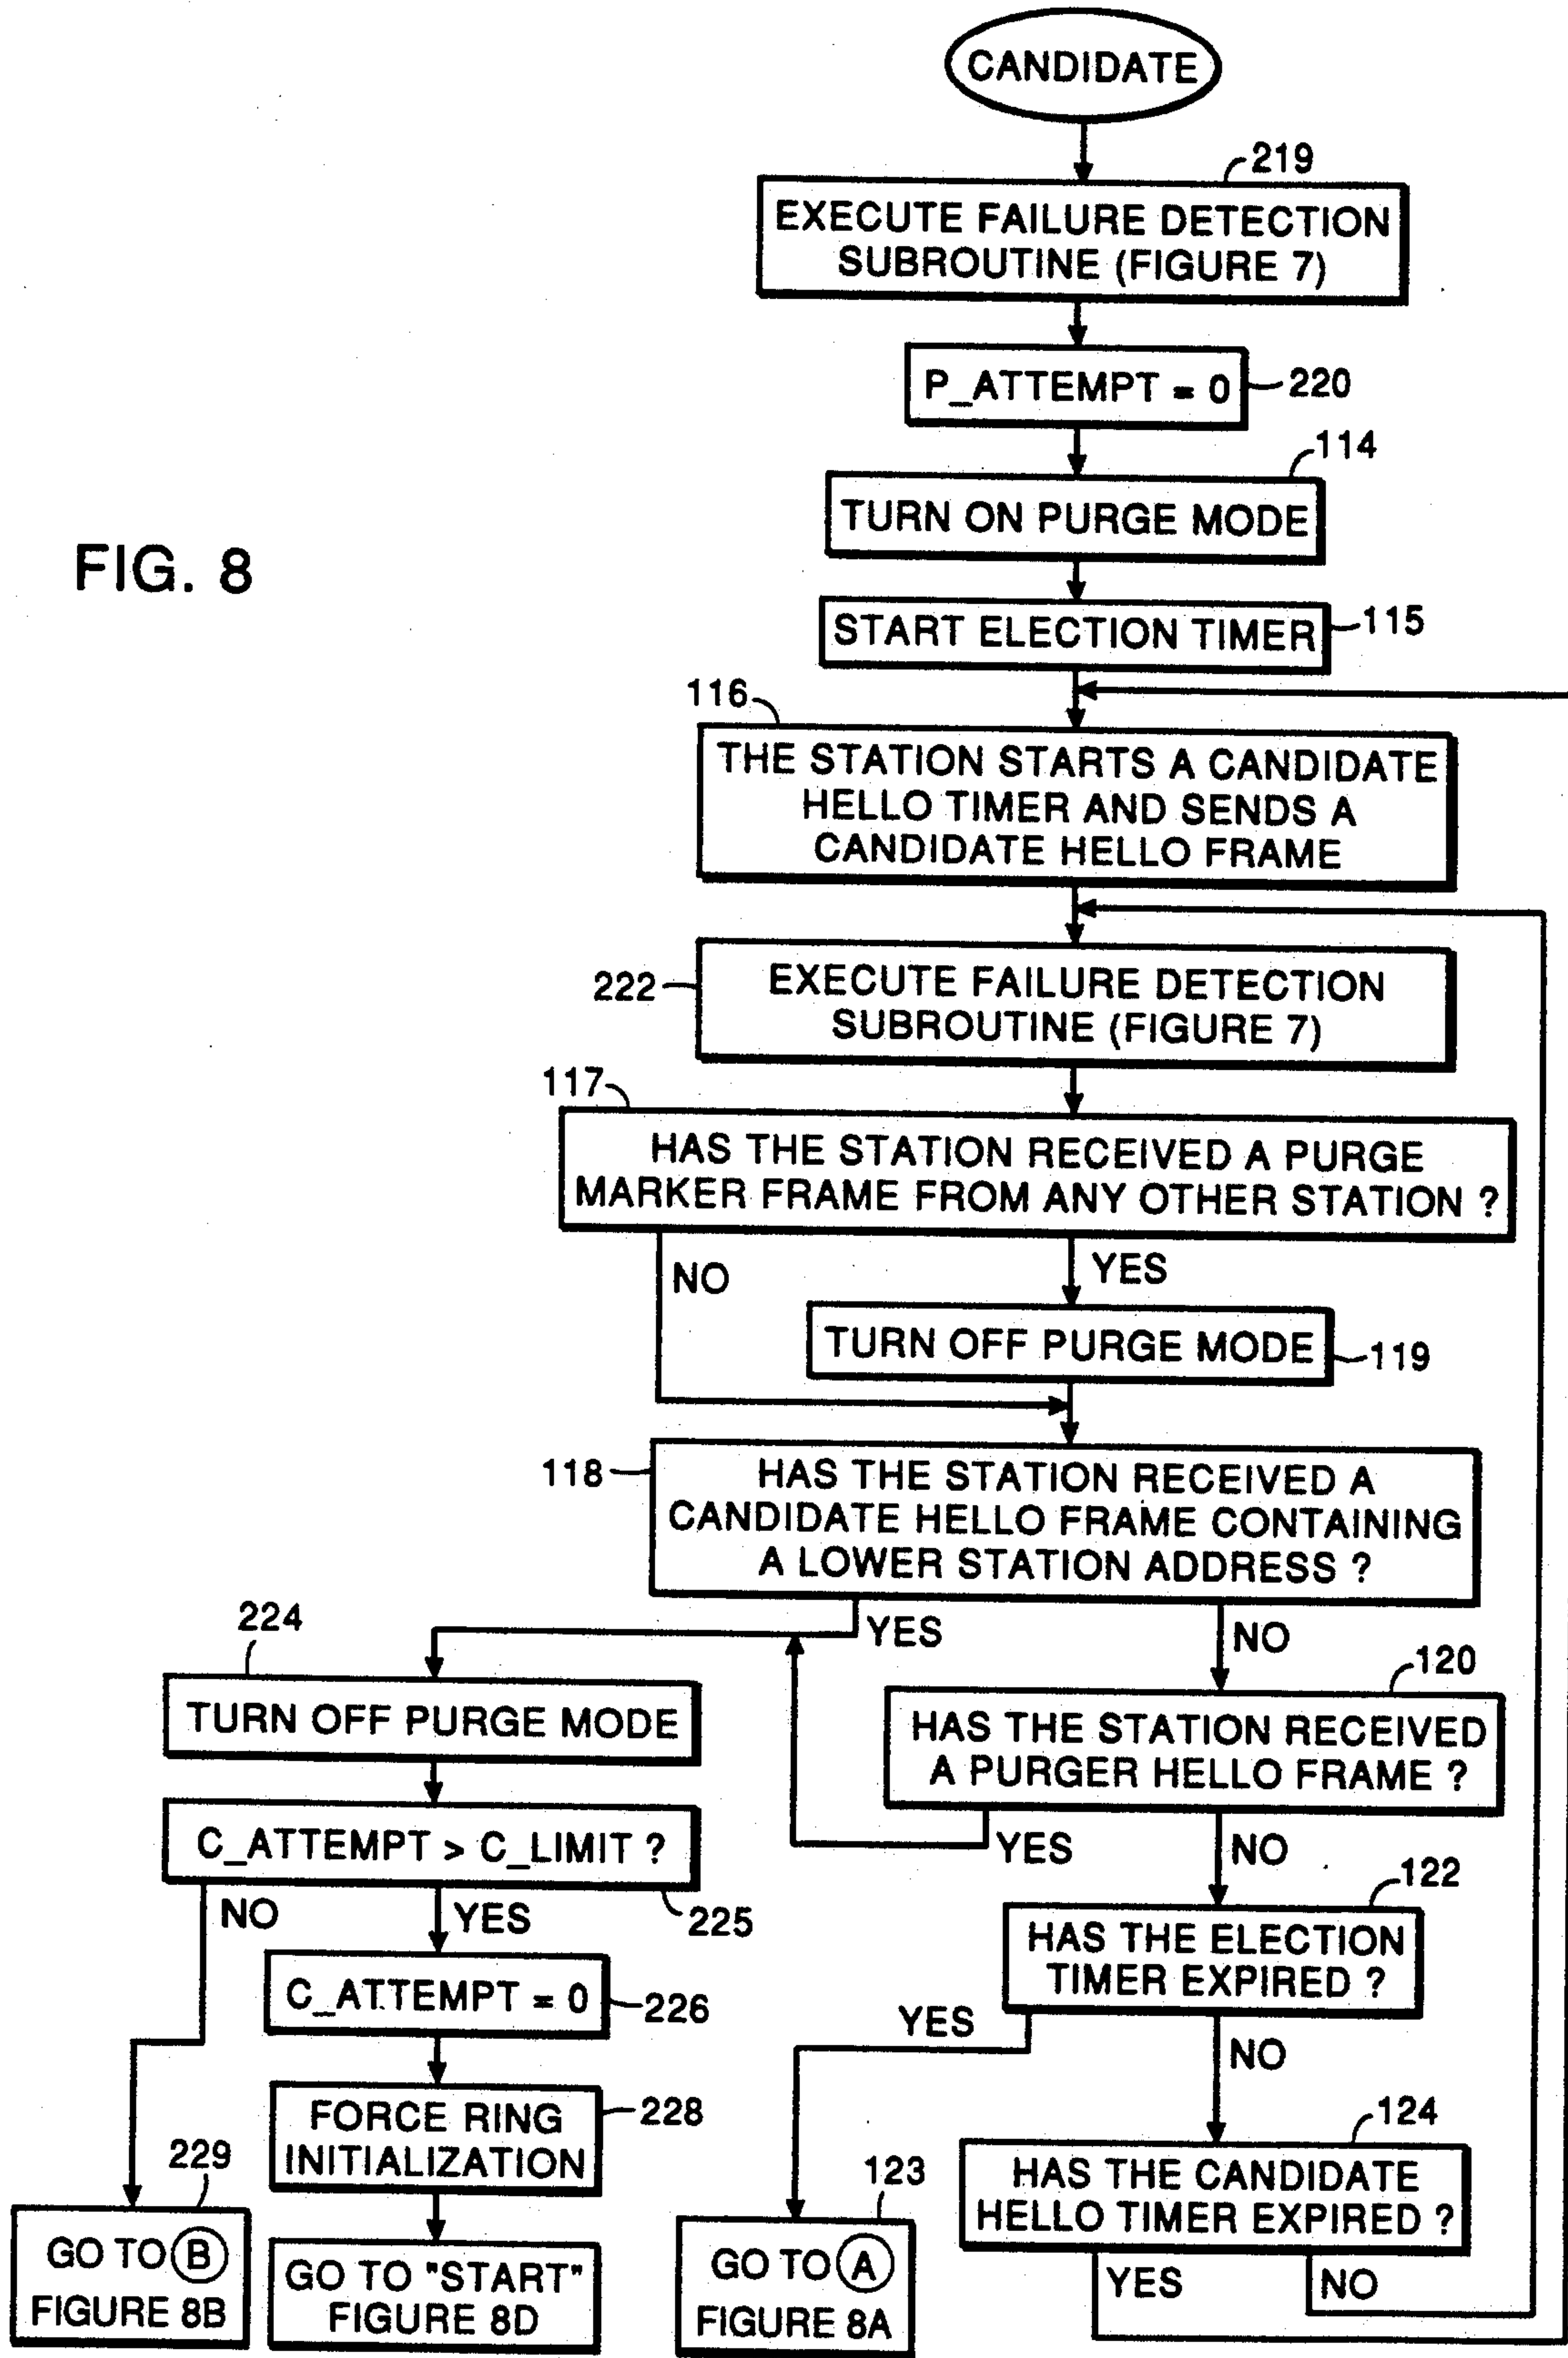 CANDIDATE
219
EXECUTE FAILURE DETECTION
SUBROUTINE (FIGURE 7)
P_ATTEMPT = 0
220
114
TURN ON PURGE MODE
FIG. 8
START ELECTION TIMER
115
116
THE STATION STARTS A CANDIDATE
HELLO TIMER AND SENDS A
CANDIDATE HELLO FRAME
222
EXECUTE FAILURE DETECTION
SUBROUTINE (FIGURE 7)
117
HAS THE STATION RECEIVED A PURGE
MARKER FRAME FROM ANY OTHER STATION ?
NO
YES
TURN OFF PURGE MODE
119
118
HAS THE STATION RECEIVED A
CANDIDATE HELLO FRAME CONTAINING
A LOWER STATION ADDRESS ?
YES
NO
224
TURN OFF PURGE MODE
120
HAS THE STATION RECEIVED
A PURGER HELLO FRAME ?
YES
NO
C_ATTEMPT > C_LIMIT ?
225
NO
YES
122
HAS THE ELECTION
TIMER EXPIRED ?
YES
NO
C_ATTEMPT = 0
226
FORCE RING
INITIALIZATION
228
124
HAS THE CANDIDATE
HELLO TIMER EXPIRED ?
YES
NO
229
GO TO B
FIGURE 8B
GO TO "START"
FIGURE 8D
123
GO TO A
FIGURE 8A